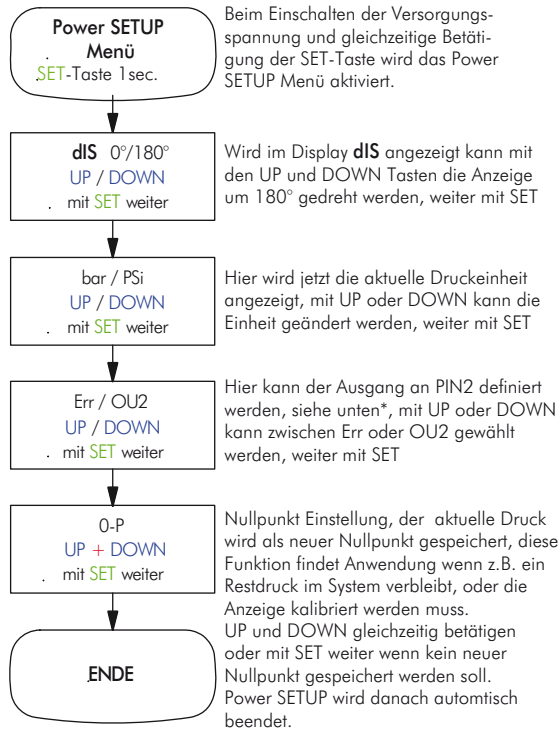 Power SETUP
Menü
SET-Taste 1sec.
Beim Einschalten der Versorgungs-
spannung und gleichzeitige Betäti-
gung der SET-Taste wird das Power
SETUP Menü aktiviert.
dIS 0°/180°
UP / DOWN
. mit SET weiter
Wird im Display dIS angezeigt kann mit
den UP und DOWN Tasten die Anzeige
um 180° gedreht werden, weiter mit SET
bar / PSi
UP / DOWN
. mit SET weiter
Hier wird jetzt die aktuelle Druckeinheit
angezeigt, mit UP oder DOWN kann die
Einheit geändert werden, weiter mit SET
Err / OU2
UP / DOWN
. mit SET weiter
Hier kann der Ausgang an PIN2 definiert
werden, siehe unten*, mit UP oder DOWN
kann zwischen Err oder OU2 gewählt
werden, weiter mit SET
0-P
UP + DOWN
. mit SET weiter
Nullpunkt Einstellung, der aktuelle Druck
wird als neuer Nullpunkt gespeichert, diese
Funktion findet Anwendung wenn z.B. ein
Restdruck im System verbleibt, oder die
Anzeige kalibriert werden muss.
UP und DOWN gleichzeitig betätigen
oder mit SET weiter wenn kein neuer
Nullpunkt gespeichert werden soll.
Power SETUP wird danach automtisch
beendet.
ENDE